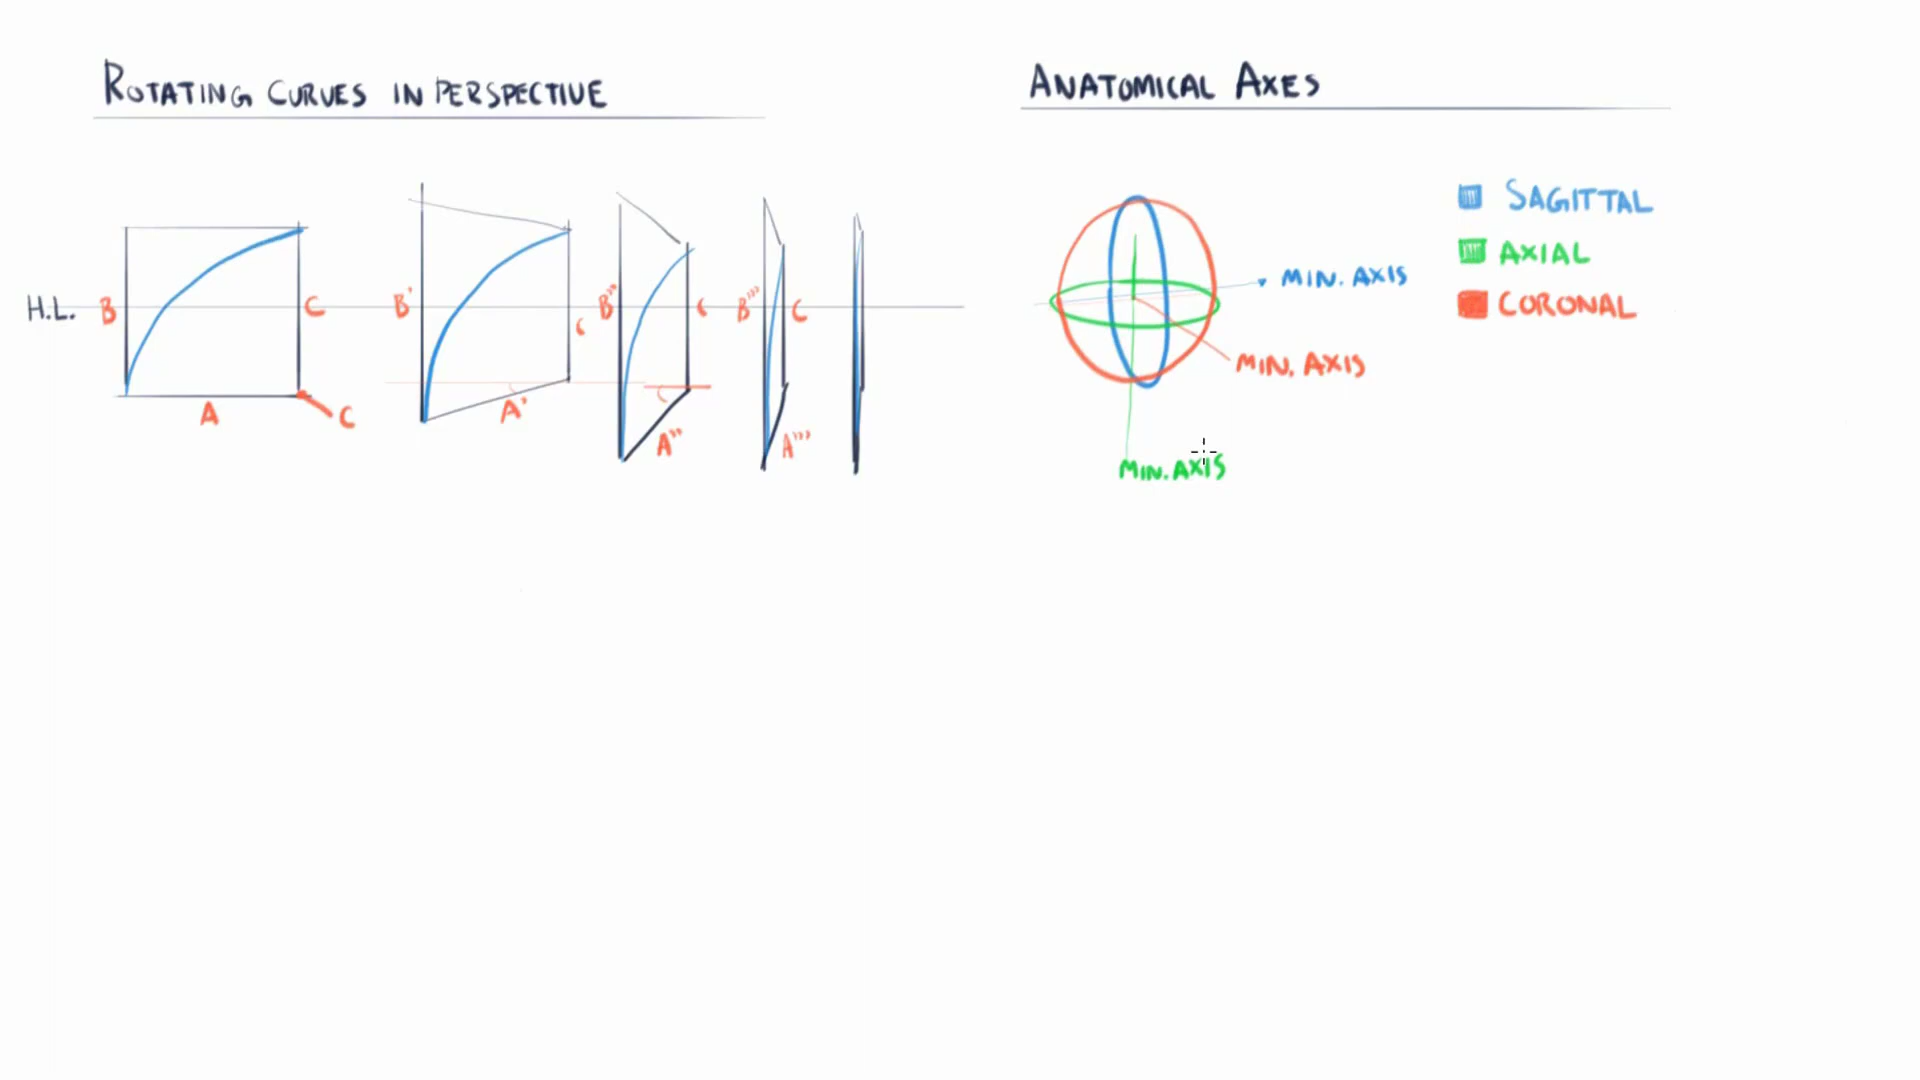 ROTATING CURVES IN PERSPECTIVE
H.L.
B
C
A
C
B'
C
A'
B''
C
A''
B'''
C
A'''
ANATOMICAL AXES
SAGITTAL
AXIAL
CORONAL
MIN. AXIS
MIN. AXIS
MIN. AXIS